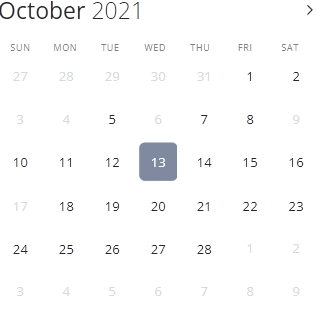 October 2021 >
SUN MON TUE WED THU FRI SAT
27 28 29 30 31 1 2
3 4 5 6 7 8 9
10 11 12 13 14 15 16
17 18 19 20 21 22 23
24 25 26 27 28 1 2
3 4 5 6 7 8 9